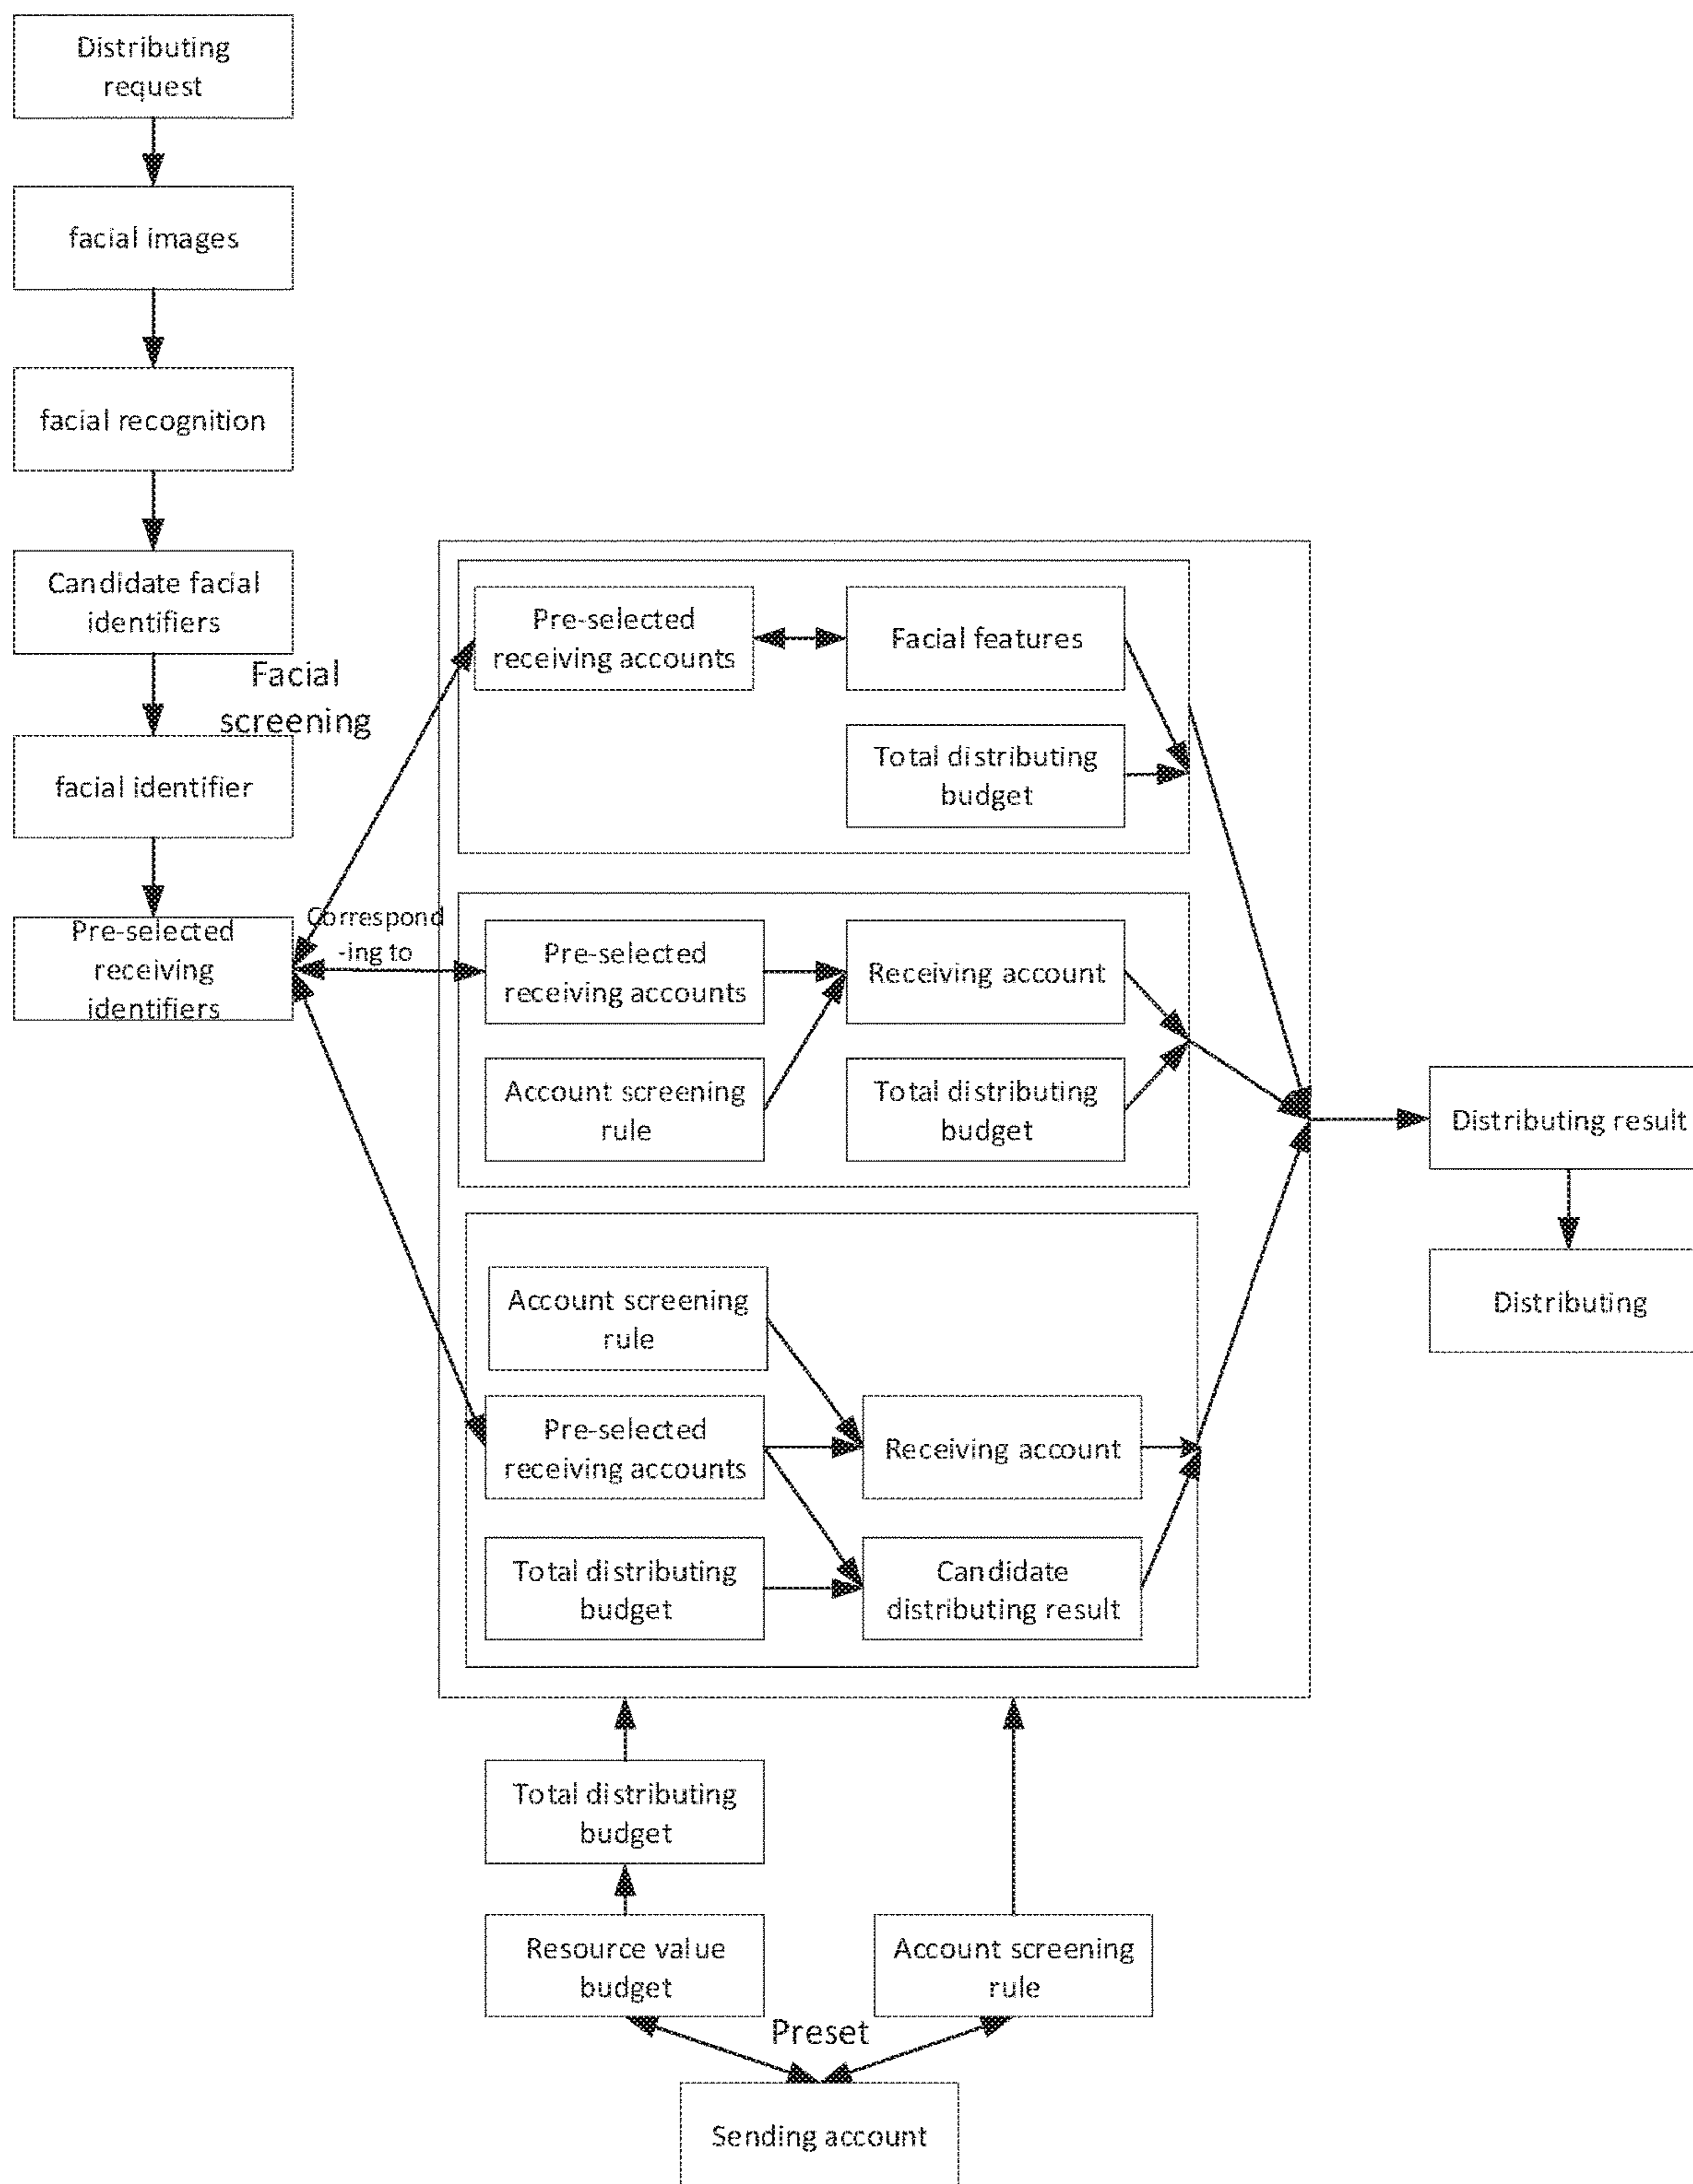 Distributing
request
facial images
facial recognition
Candidate facial
identifiers
Facial
screening
facial identifier
Pre-selected
receiving
identifiers
Correspond
-ing to
Pre-selected
receiving accounts
Facial features
Total distributing
budget
Pre-selected
receiving accounts
Receiving account
Account screening
rule
Total distributing
budget
Account screening
rule
Pre-selected
receiving accounts
Receiving account
Total distributing
budget
Candidate
distributing result
Distributing result
Distributing
Total distributing
budget
Resource value
budget
Account screening
rule
Preset
Sending account